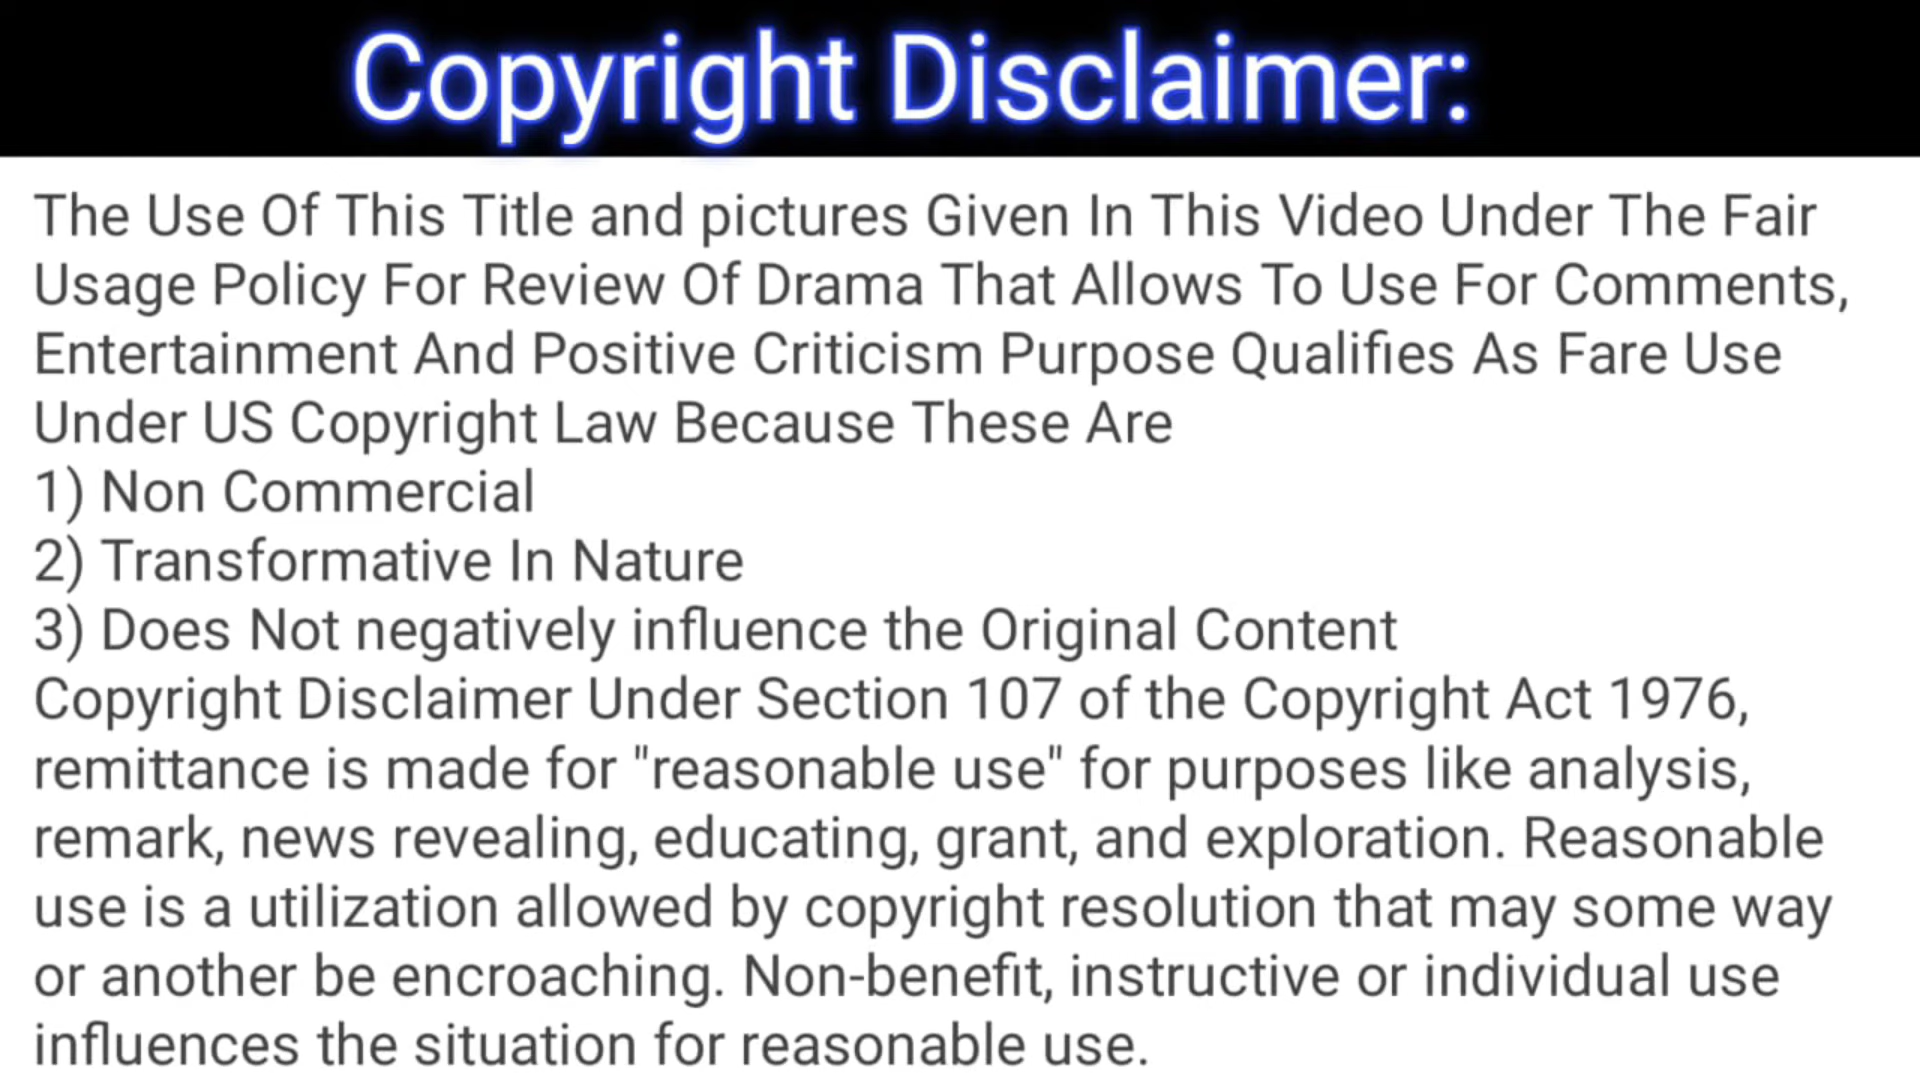 Copyright Disclaimer:
The Use Of This Title and pictures Given In This Video Under The Fair
Usage Policy For Review Of Drama That Allows To Use For Comments,
Entertainment And Positive Criticism Purpose Qualifies As Fare Use
Under US Copyright Law Because These Are
1) Non Commercial
2) Transformative In Nature
3) Does Not negatively influence the Original Content
Copyright Disclaimer Under Section 107 of the Copyright Act 1976,
remittance is made for "reasonable use" for purposes like analysis,
remark, news revealing, educating, grant, and exploration. Reasonable
use is a utilization allowed by copyright resolution that may some way
or another be encroaching. Non-benefit, instructive or individual use
influences the situation for reasonable use.